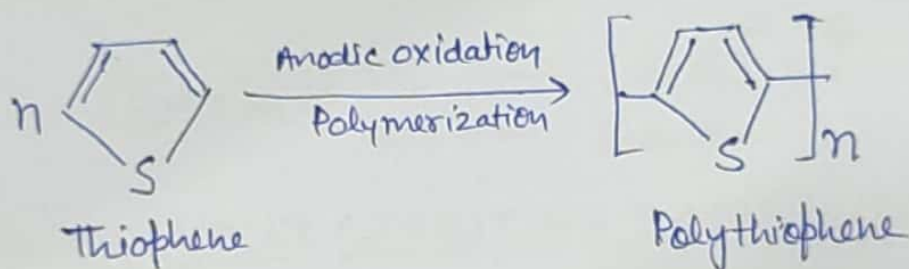 Anodic oxidation
Polymerization
n
S
Thiophene
S
n
Polythiophene